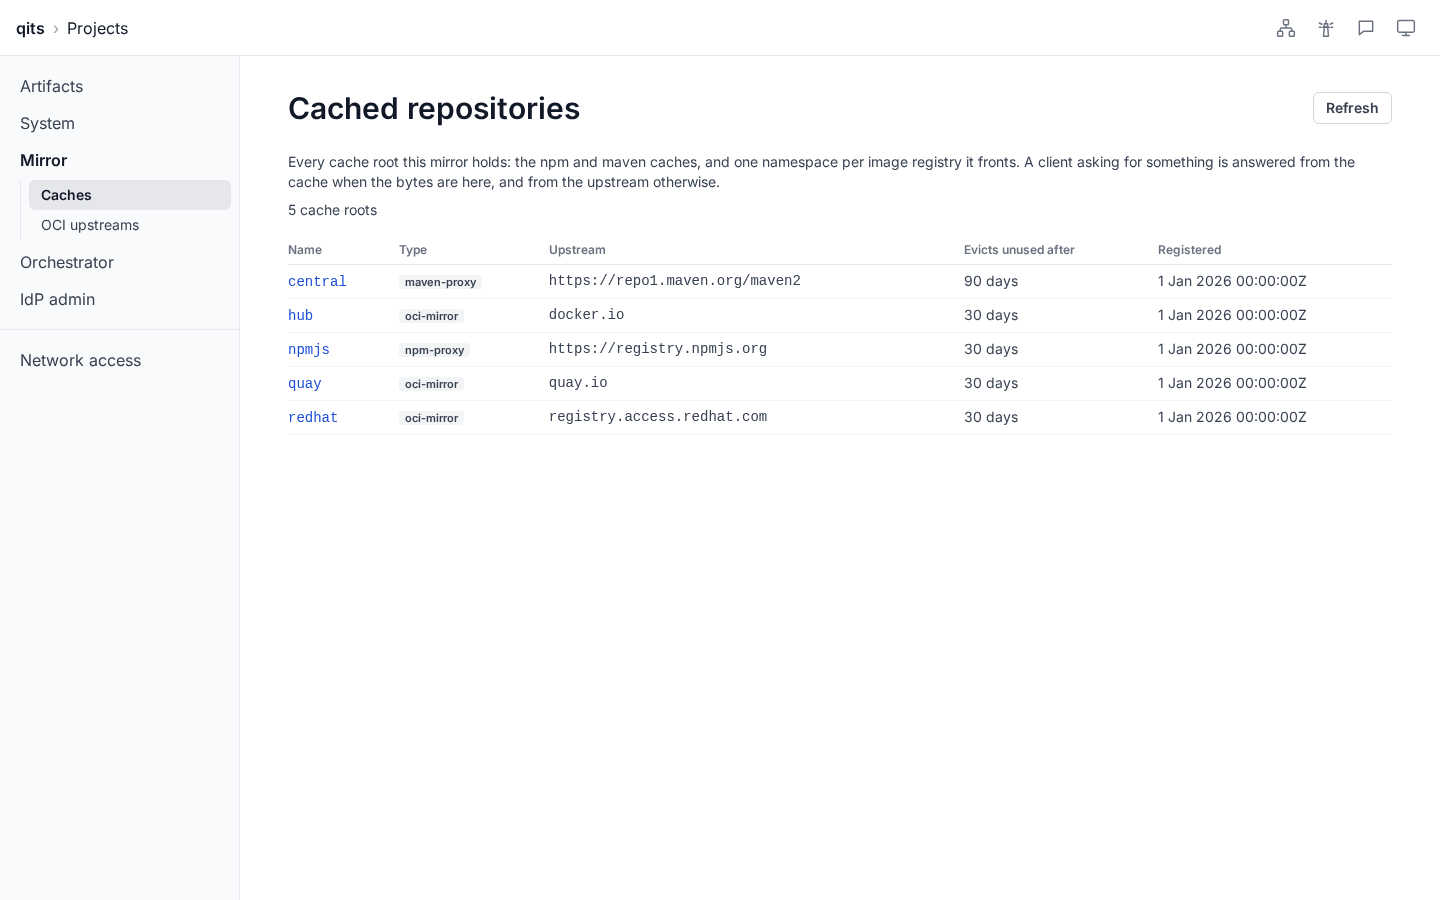 qits › Projects
Artifacts
System
Mirror
Caches
OCI upstreams
Orchestrator
IdP admin
Network access
Cached repositories
Refresh
Every cache root this mirror holds: the npm and maven caches, and one namespace per image registry it fronts. A client asking for something is answered from the
cache when the bytes are here, and from the upstream otherwise.
5 cache roots
Name Type Upstream Evicts unused after Registered
central maven-proxy https://repo1.maven.org/maven2 90 days 1 Jan 2026 00:00:00Z
hub oci-mirror docker.io 30 days 1 Jan 2026 00:00:00Z
npmjs npm-proxy https://registry.npmjs.org 30 days 1 Jan 2026 00:00:00Z
quay oci-mirror quay.io 30 days 1 Jan 2026 00:00:00Z
redhat oci-mirror registry.access.redhat.com 30 days 1 Jan 2026 00:00:00Z